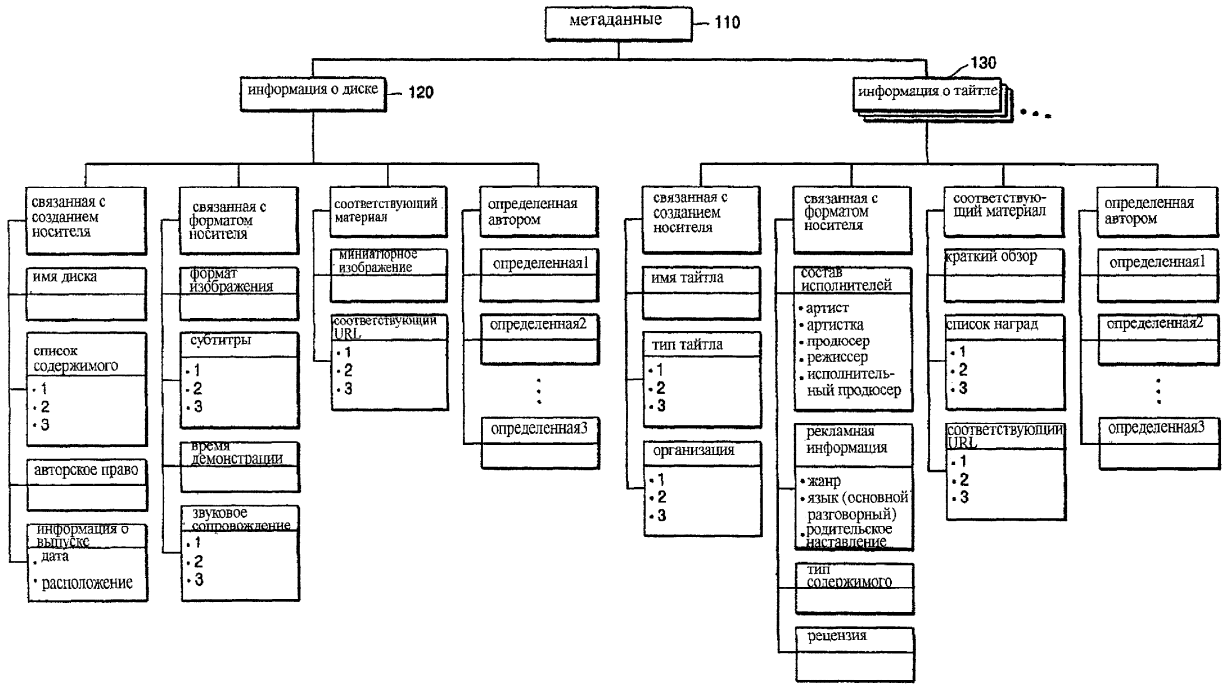 метаданные
110
информация о диске
120
130
информация о тайтле
связанная с
созданием
носителя
имя диска
список
содержимого
• 1
• 2
• 3
авторское право
информация о
выпуске
• дата
• расположение
связанная с
форматом
носителя
формат
изображения
субтитры
• 1
• 2
• 3
время
демонстрации
звуковое
сопровождение
• 1
• 2
• 3
соответствующий
материал
миниатюрное
изображение
соответствующий
URL
• 1
• 2
• 3
определенная
автором
определенная1
определенная2
определенная3
связанная с
созданием
носителя
имя тайтла
тип тайтла
• 1
• 2
• 3
организация
• 1
• 2
• 3
связанная с
форматом
носителя
состав
исполнителей
• артист
• артистка
• продюсер
• режиссер
• исполнитель-
ный продюсер
рекламная
информация
• жанр
• язык (основной
разговорный)
• родительское
наставление
тип
содержимого
рецензия
соответствую-
щий материал
краткий обзор
список наград
• 1
• 2
• 3
соответствующий
URL
• 1
• 2
• 3
определенная
автором
определенная1
определенная2
определенная3